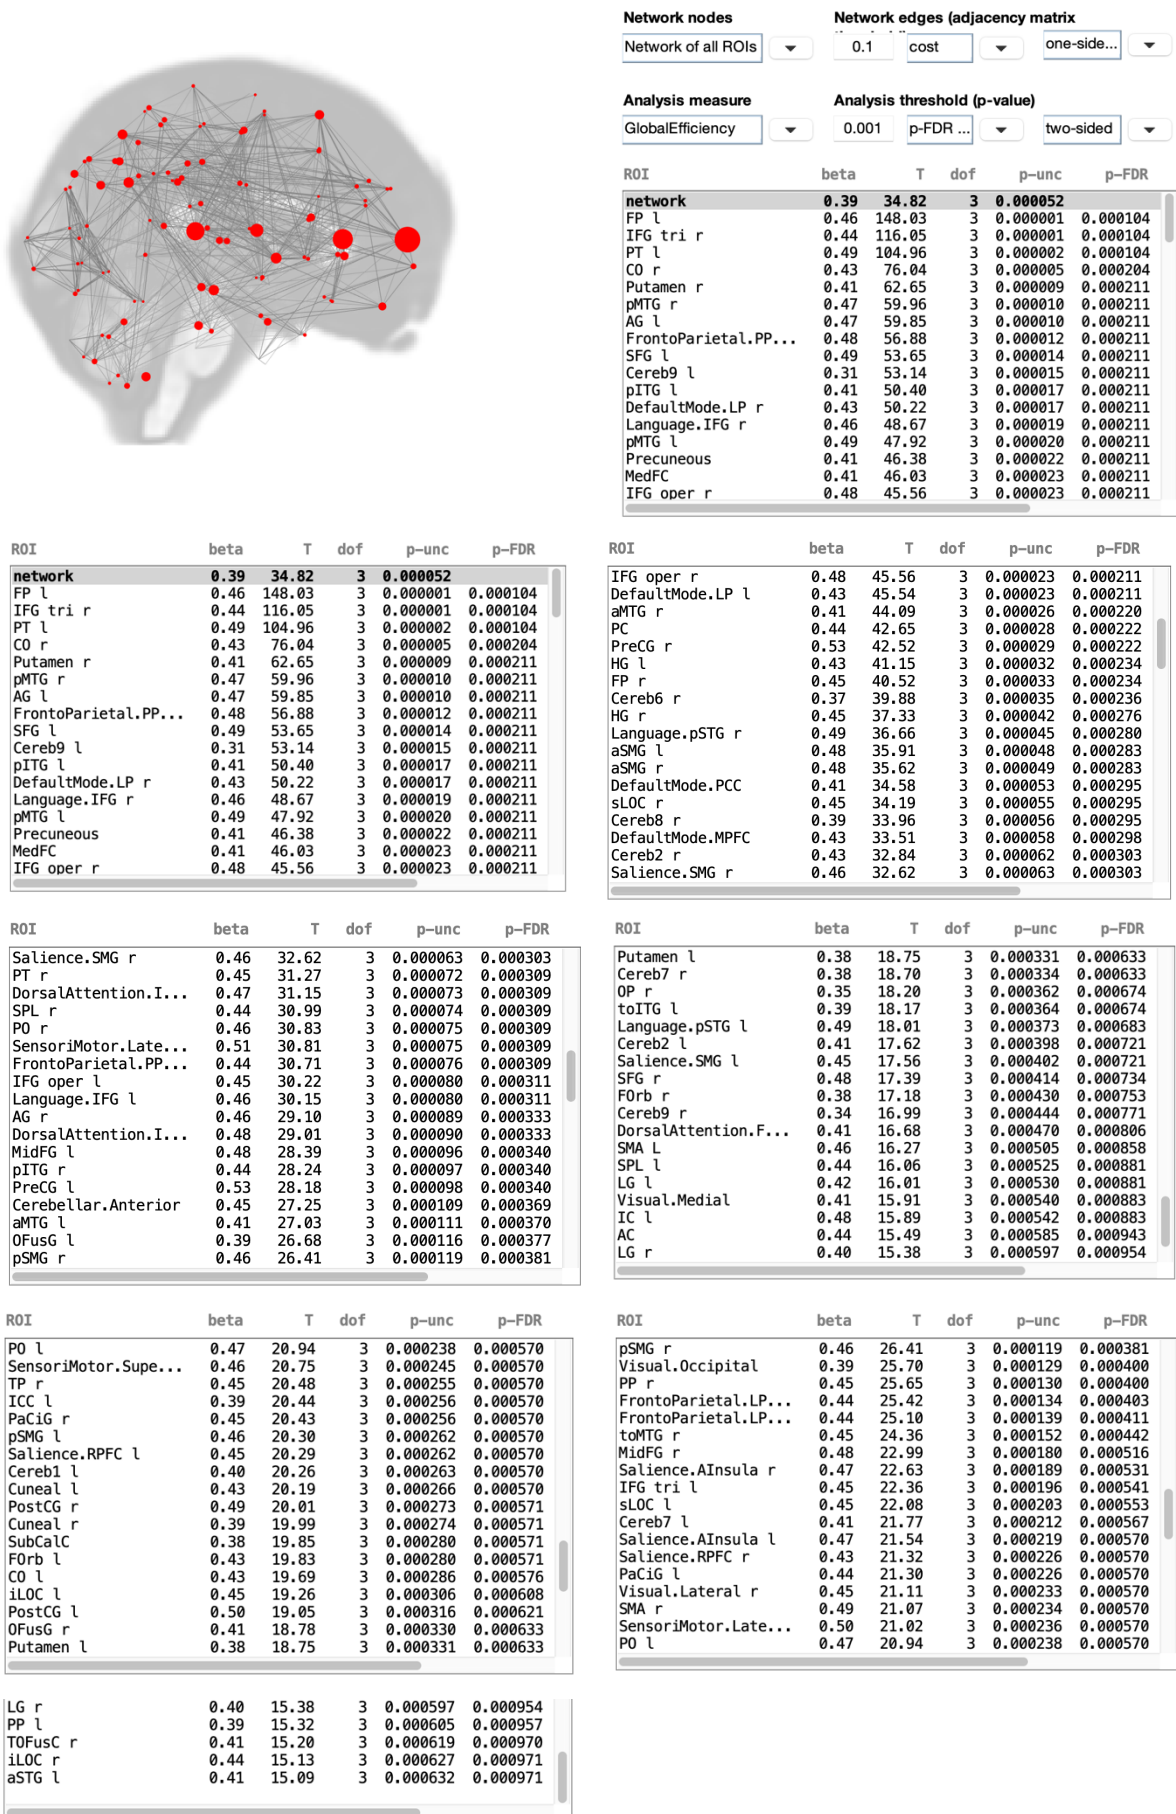 Network nodes
Network edges (adjacency matrix
Network of all ROIs
0.1
cost
one-side...
Analysis measure
Analysis threshold (p-value)
GlobalEfficiency
0.001
p-FDR ...
two-sided
ROI beta T dof p-unc p-FDR
network 0.39 34.82 3 0.000052
FP l 0.46 148.03 3 0.000001 0.000104
IFG tri r 0.44 116.05 3 0.000001 0.000104
PT l 0.49 104.96 3 0.000002 0.000104
CO r 0.43 76.04 3 0.000005 0.000204
Putamen r 0.41 62.65 3 0.000009 0.000211
pMTG r 0.47 59.96 3 0.000010 0.000211
AG l 0.47 59.85 3 0.000010 0.000211
FrontoParietal.PP... 0.48 56.88 3 0.000012 0.000211
SFG l 0.49 53.65 3 0.000014 0.000211
Cereb9 l 0.31 53.14 3 0.000015 0.000211
pITG l 0.41 50.40 3 0.000017 0.000211
DefaultMode.LP r 0.43 50.22 3 0.000017 0.000211
Language.IFG r 0.46 48.67 3 0.000019 0.000211
pMTG l 0.49 47.92 3 0.000020 0.000211
Precuneous 0.41 46.38 3 0.000022 0.000211
MedFC 0.41 46.03 3 0.000023 0.000211
IFG oper r 0.48 45.56 3 0.000023 0.000211
ROI beta T dof p-unc p-FDR
network 0.39 34.82 3 0.000052
FP l 0.46 148.03 3 0.000001 0.000104
IFG tri r 0.44 116.05 3 0.000001 0.000104
PT l 0.49 104.96 3 0.000002 0.000104
CO r 0.43 76.04 3 0.000005 0.000204
Putamen r 0.41 62.65 3 0.000009 0.000211
pMTG r 0.47 59.96 3 0.000010 0.000211
AG l 0.47 59.85 3 0.000010 0.000211
FrontoParietal.PP... 0.48 56.88 3 0.000012 0.000211
SFG l 0.49 53.65 3 0.000014 0.000211
Cereb9 l 0.31 53.14 3 0.000015 0.000211
pITG l 0.41 50.40 3 0.000017 0.000211
DefaultMode.LP r 0.43 50.22 3 0.000017 0.000211
Language.IFG r 0.46 48.67 3 0.000019 0.000211
pMTG l 0.49 47.92 3 0.000020 0.000211
Precuneous 0.41 46.38 3 0.000022 0.000211
MedFC 0.41 46.03 3 0.000023 0.000211
IFG oper r 0.48 45.56 3 0.000023 0.000211
ROI beta T dof p-unc p-FDR
IFG oper r 0.48 45.56 3 0.000023 0.000211
DefaultMode.LP l 0.43 45.54 3 0.000023 0.000211
aMTG r 0.41 44.09 3 0.000026 0.000220
PC 0.44 42.65 3 0.000028 0.000222
PreCG r 0.53 42.52 3 0.000029 0.000222
HG l 0.43 41.15 3 0.000032 0.000234
FP r 0.45 40.52 3 0.000033 0.000234
Cereb6 r 0.37 39.88 3 0.000035 0.000236
HG r 0.45 37.33 3 0.000042 0.000276
Language.pSTG r 0.49 36.66 3 0.000045 0.000280
aSMG l 0.48 35.91 3 0.000048 0.000283
aSMG r 0.48 35.62 3 0.000049 0.000283
DefaultMode.PCC 0.41 34.58 3 0.000053 0.000295
sLOC r 0.45 34.19 3 0.000055 0.000295
Cereb8 r 0.39 33.96 3 0.000056 0.000295
DefaultMode.MPFC 0.43 33.51 3 0.000058 0.000298
Cereb2 r 0.43 32.84 3 0.000062 0.000303
Salience.SMG r 0.46 32.62 3 0.000063 0.000303
ROI beta T dof p-unc p-FDR
Salience.SMG r 0.46 32.62 3 0.000063 0.000303
PT r 0.45 31.27 3 0.000072 0.000309
DorsalAttention.I... 0.47 31.15 3 0.000073 0.000309
SPL r 0.44 30.99 3 0.000074 0.000309
PO r 0.46 30.83 3 0.000075 0.000309
SensoriMotor.Late... 0.51 30.81 3 0.000075 0.000309
FrontoParietal.PP... 0.44 30.71 3 0.000076 0.000309
IFG oper l 0.45 30.22 3 0.000080 0.000311
Language.IFG l 0.46 30.15 3 0.000080 0.000311
AG r 0.46 29.10 3 0.000089 0.000333
DorsalAttention.I... 0.48 29.01 3 0.000090 0.000333
MidFG l 0.48 28.39 3 0.000096 0.000340
pITG r 0.44 28.24 3 0.000097 0.000340
PreCG l 0.53 28.18 3 0.000098 0.000340
Cerebellar.Anterior 0.45 27.25 3 0.000109 0.000369
aMTG l 0.41 27.03 3 0.000111 0.000370
OFusG l 0.39 26.68 3 0.000116 0.000377
pSMG r 0.46 26.41 3 0.000119 0.000381
ROI beta T dof p-unc p-FDR
Putamen l 0.38 18.75 3 0.000331 0.000633
Cereb7 r 0.38 18.70 3 0.000334 0.000633
OP r 0.35 18.20 3 0.000362 0.000674
toITG l 0.39 18.17 3 0.000364 0.000674
Language.pSTG l 0.49 18.01 3 0.000373 0.000683
Cereb2 l 0.41 17.62 3 0.000398 0.000721
Salience.SMG l 0.45 17.56 3 0.000402 0.000721
SFG r 0.48 17.39 3 0.000414 0.000734
FOrb r 0.38 17.18 3 0.000430 0.000753
Cereb9 r 0.34 16.99 3 0.000444 0.000771
DorsalAttention.F... 0.41 16.68 3 0.000470 0.000806
SMA L 0.46 16.27 3 0.000505 0.000858
SPL l 0.44 16.06 3 0.000525 0.000881
LG l 0.42 16.01 3 0.000530 0.000881
Visual.Medial 0.41 15.91 3 0.000540 0.000883
IC l 0.48 15.89 3 0.000542 0.000883
AC 0.44 15.49 3 0.000585 0.000943
LG r 0.40 15.38 3 0.000597 0.000954
ROI beta T dof p-unc p-FDR
PO l 0.47 20.94 3 0.000238 0.000570
SensoriMotor.Supe... 0.46 20.75 3 0.000245 0.000570
TP r 0.45 20.48 3 0.000255 0.000570
ICC l 0.39 20.44 3 0.000256 0.000570
PaCiG r 0.45 20.43 3 0.000256 0.000570
pSMG l 0.46 20.30 3 0.000262 0.000570
Salience.RPFC l 0.45 20.29 3 0.000262 0.000570
Cereb1 l 0.40 20.26 3 0.000263 0.000570
Cuneal l 0.43 20.19 3 0.000266 0.000570
PostCG r 0.49 20.01 3 0.000273 0.000571
Cuneal r 0.39 19.99 3 0.000274 0.000571
SubCalC 0.38 19.85 3 0.000280 0.000571
FOrb l 0.43 19.83 3 0.000280 0.000571
CO l 0.43 19.69 3 0.000286 0.000576
iLOC l 0.45 19.26 3 0.000306 0.000608
PostCG l 0.50 19.05 3 0.000316 0.000621
OFusG r 0.41 18.78 3 0.000330 0.000633
Putamen l 0.38 18.75 3 0.000331 0.000633
ROI beta T dof p-unc p-FDR
pSMG r 0.46 26.41 3 0.000119 0.000381
Visual.Occipital 0.39 25.70 3 0.000129 0.000400
PP r 0.45 25.65 3 0.000130 0.000400
FrontoParietal.LP... 0.44 25.42 3 0.000134 0.000403
FrontoParietal.LP... 0.44 25.10 3 0.000139 0.000411
toMTG r 0.45 24.36 3 0.000152 0.000442
MidFG r 0.48 22.99 3 0.000180 0.000516
Salience.AInsula r 0.47 22.63 3 0.000189 0.000531
IFG tri l 0.45 22.36 3 0.000196 0.000541
sLOC l 0.45 22.08 3 0.000203 0.000553
Cereb7 l 0.41 21.77 3 0.000212 0.000567
Salience.AInsula l 0.47 21.54 3 0.000219 0.000570
Salience.RPFC r 0.43 21.32 3 0.000226 0.000570
PaCiG l 0.44 21.30 3 0.000226 0.000570
Visual.Lateral r 0.45 21.11 3 0.000233 0.000570
SMA r 0.49 21.07 3 0.000234 0.000570
SensoriMotor.Late... 0.50 21.02 3 0.000236 0.000570
PO l 0.47 20.94 3 0.000238 0.000570
LG r 0.40 15.38 3 0.000597 0.000954
PP l 0.39 15.32 3 0.000605 0.000957
TOFusC r 0.41 15.20 3 0.000619 0.000970
iLOC r 0.44 15.13 3 0.000627 0.000971
aSTG l 0.41 15.09 3 0.000632 0.000971